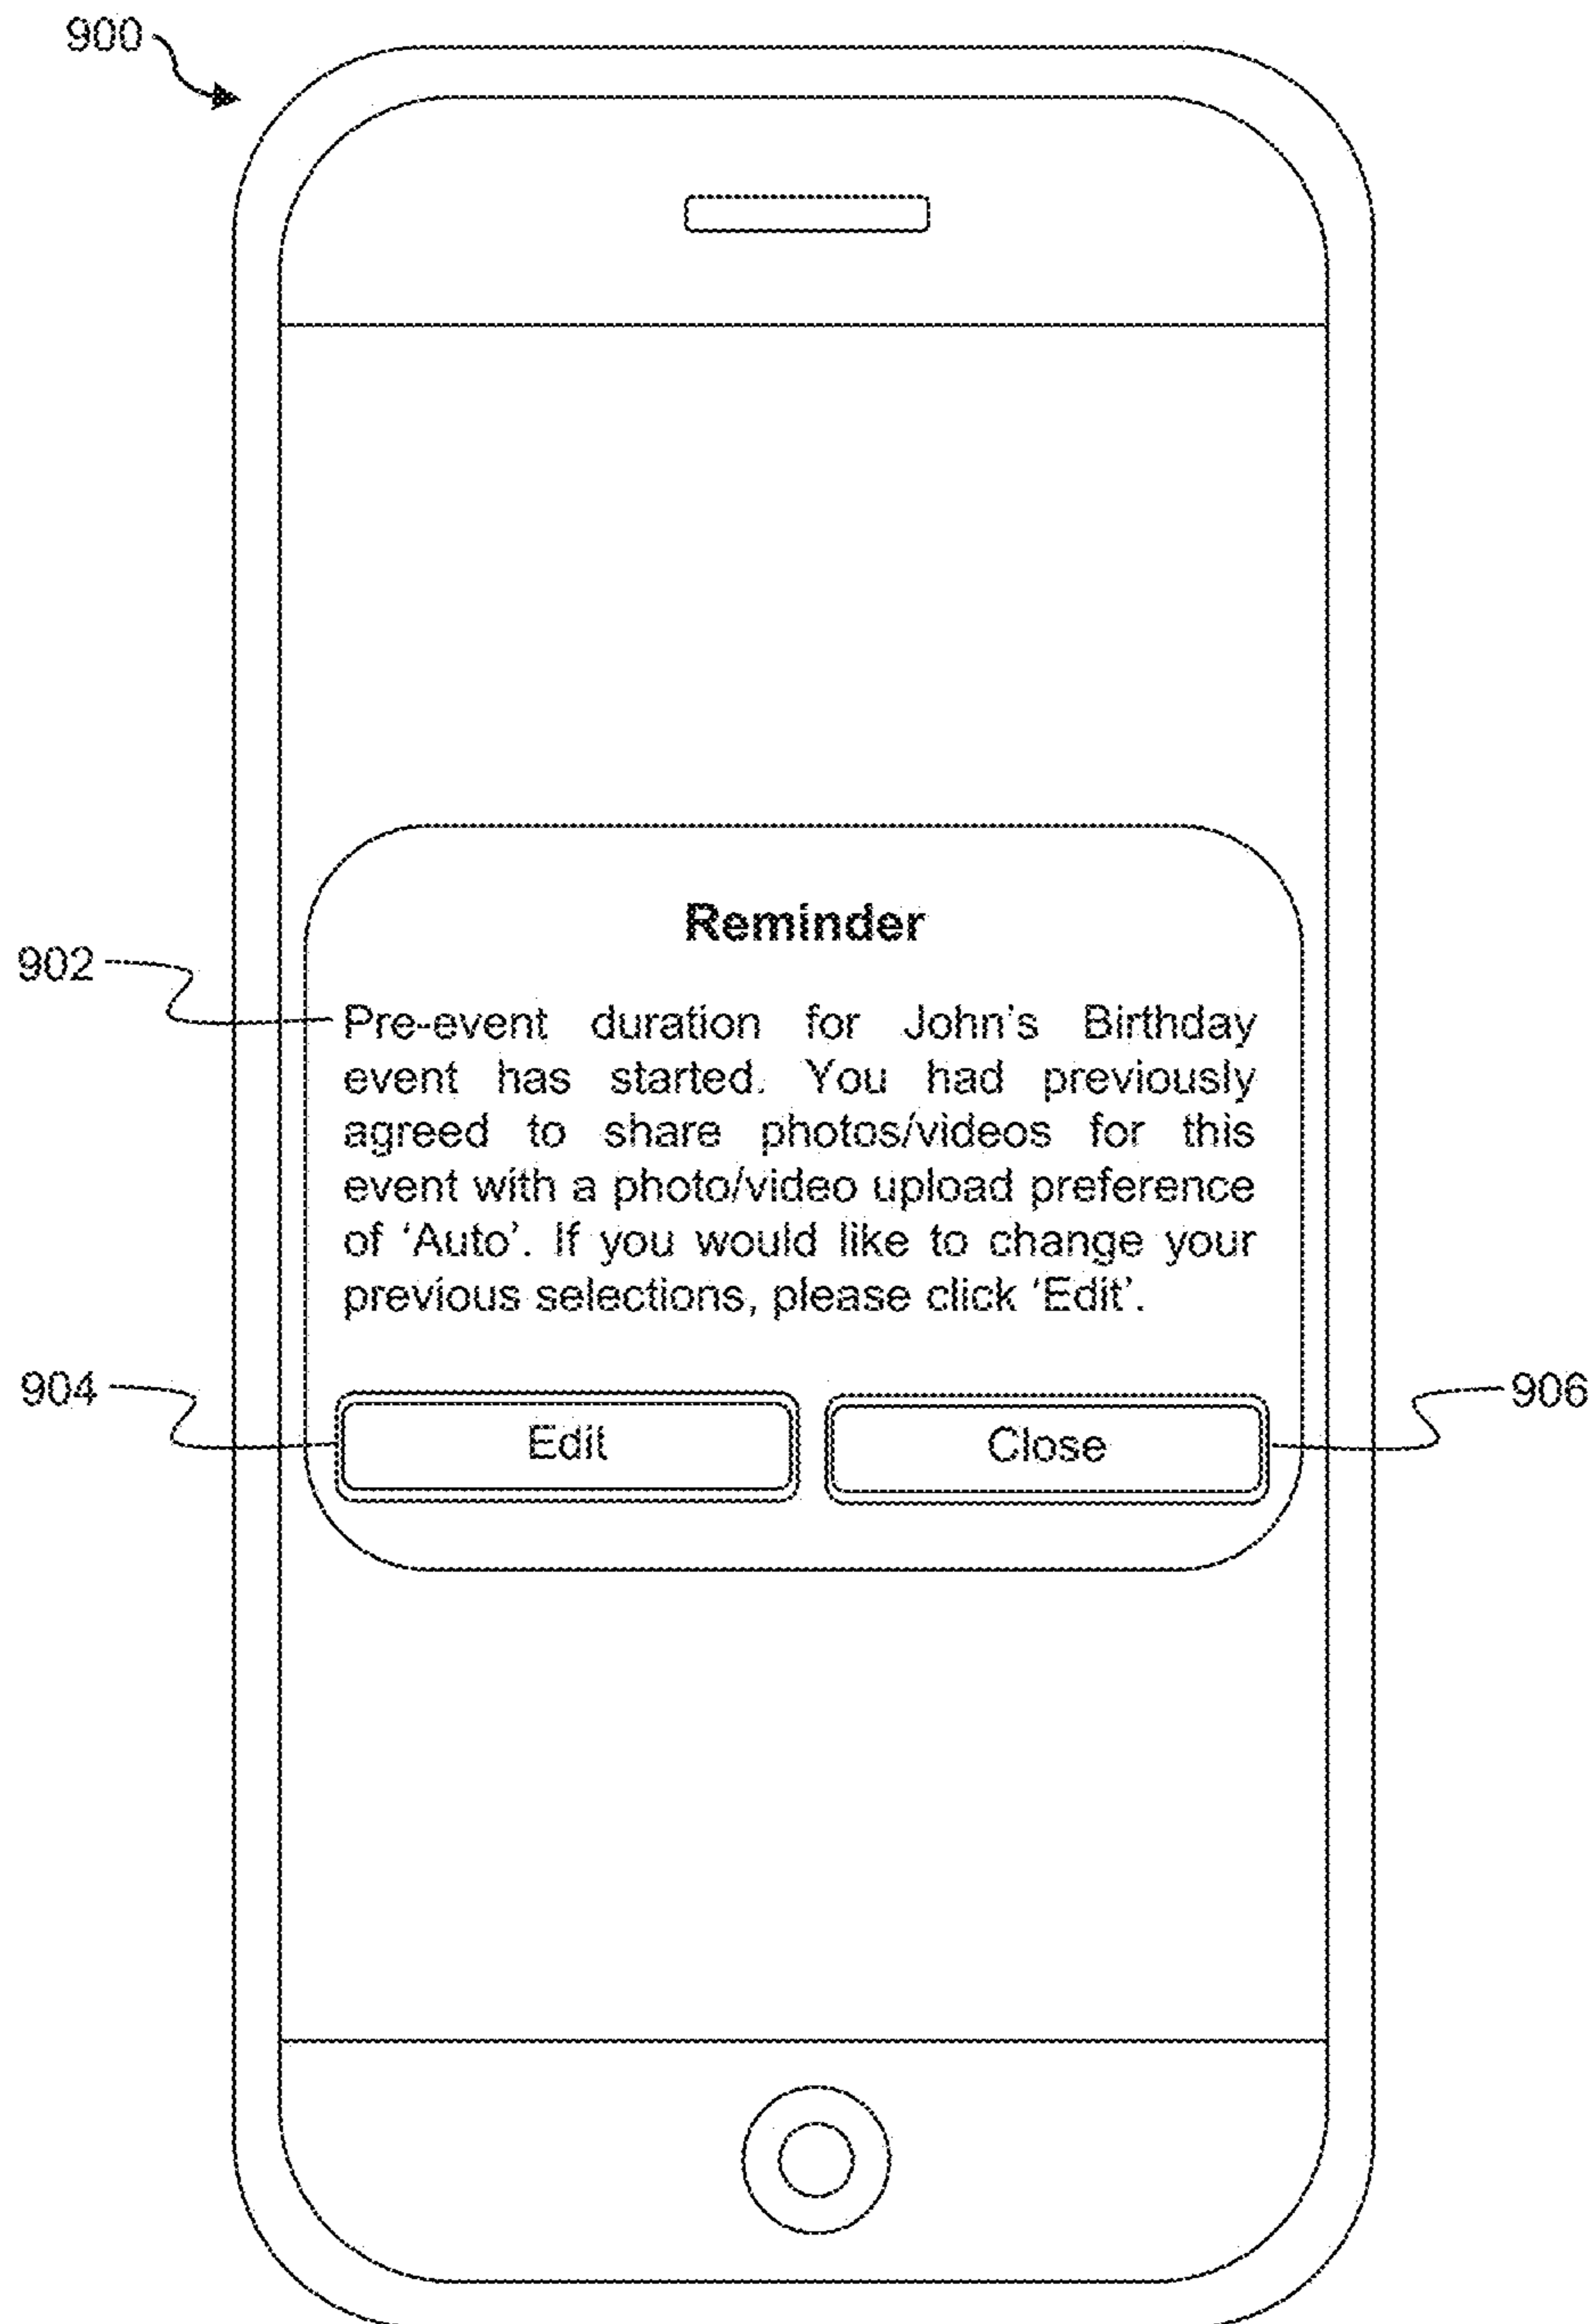 900
Reminder
902
Pre-event duration for John's Birthday
event has started. You had previously
agreed to share photos/videos for this
event with a photo/video upload preference
of ‘Auto’. If you would like to change your
previous selections, please click ‘Edit’.
904
Edit
Close
906